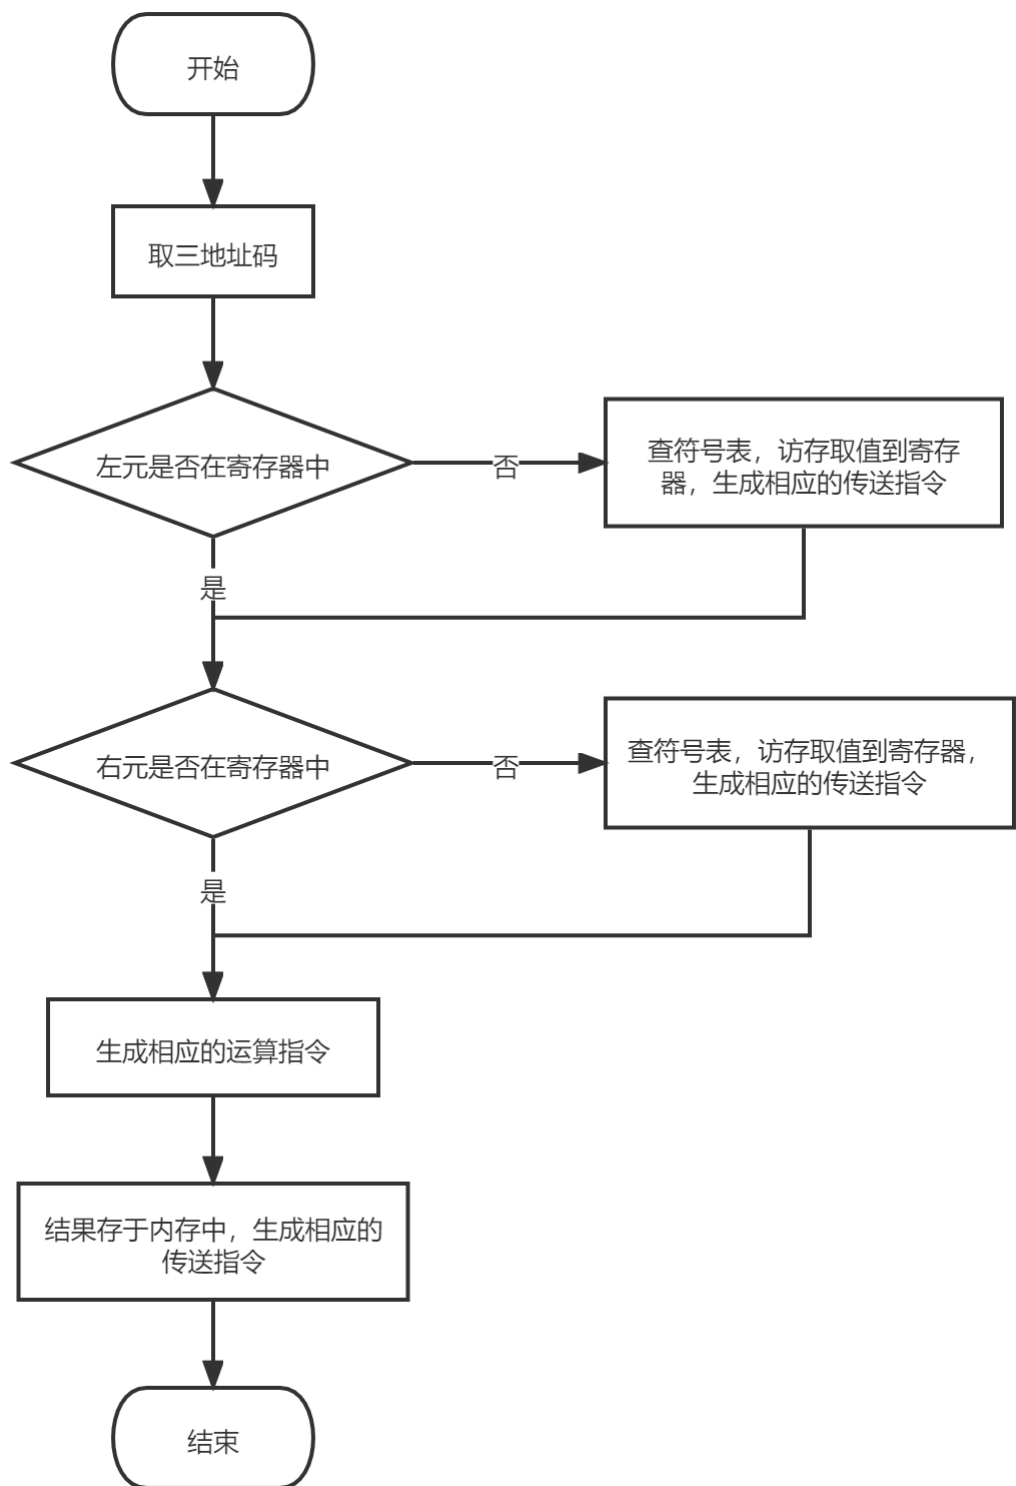 开始
取三地址码
左元是否在寄存器中
否
查符号表，访存取值到寄存
器，生成相应的传送指令
是
右元是否在寄存器中
否
查符号表，访存取值到寄存器，
生成相应的传送指令
是
生成相应的运算指令
结果存于内存中，生成相应的
传送指令
结束